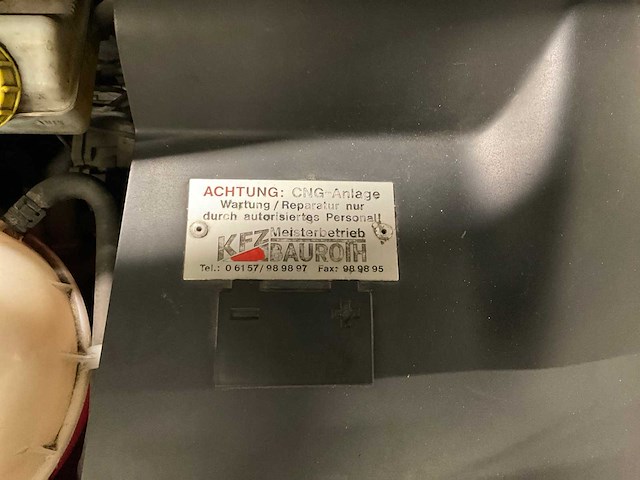 ACHTUNG: CNG-Anlage
Wartung/Reparatur nur
durch autorisiertes Personal!
Meisterbetrieb
KFZ BAUROTH
Tel.: 0 61 57/98 98 97 Fax: 98 98 95